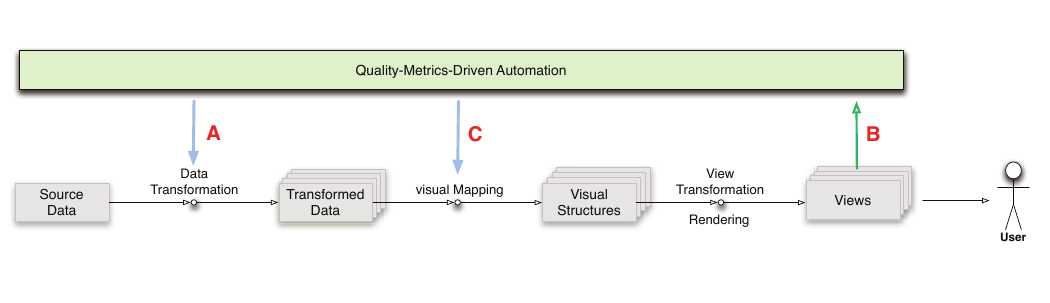 Quality-Metrics-Driven Automation
A
C
B
Data
Transformation
visual Mapping
View
Transformation
Rendering
Source
Data
Transformed
Data
Visual
Structures
Views
User